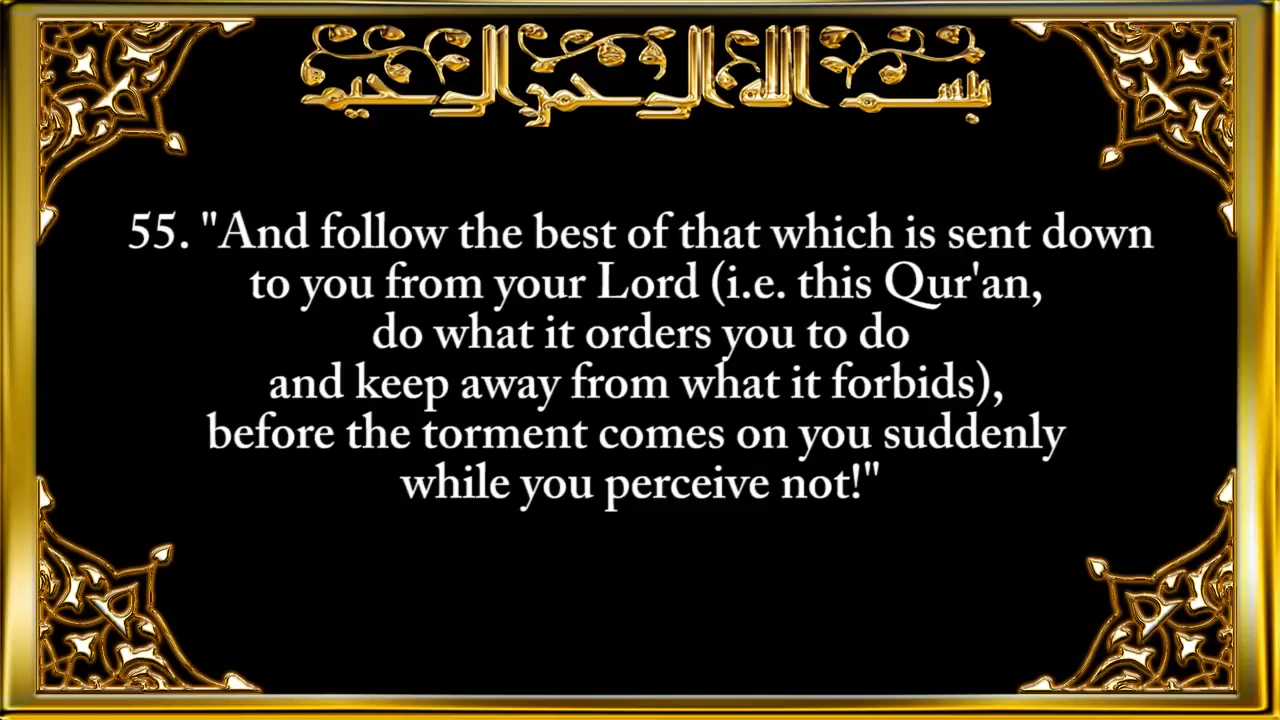 بسم الله الرحمن الرحيم
55. "And follow the best of that which is sent down
to you from your Lord (i.e. this Qur'an,
do what it orders you to do
and keep away from what it forbids),
before the torment comes on you suddenly
while you perceive not!"